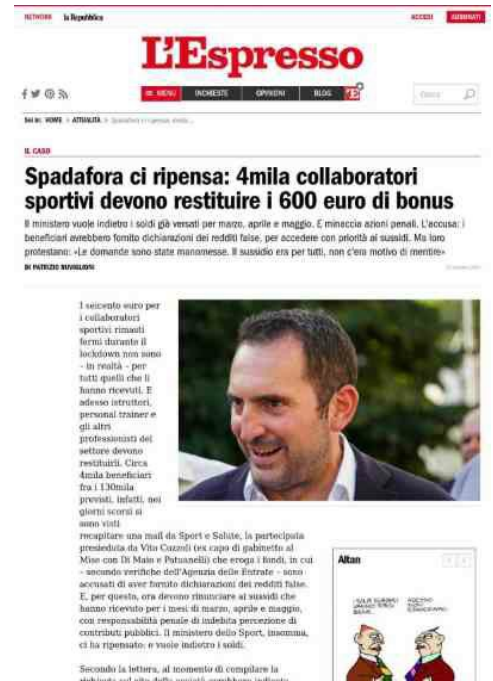 NETWORK la Repubblica
ACCEDI ABBONATI
L'Espresso
MENU INCHIESTE OPINIONI BLOG
Cerca
SEI IN: HOME > ATTUALITÀ >
IL CASO
Spadafora ci ripensa: 4mila collaboratori
sportivi devono restituire i 600 euro di bonus
Il ministero vuole indietro i soldi già versati per marzo, aprile e maggio. E minaccia azioni penali. L'accusa: i
beneficiari avrebbero fornito dichiarazioni dei redditi false, per accedere con priorità ai sussidi. Ma loro
protestano: «Le domande sono state manomesse. Il sussidio era per tutti, non c'era motivo di mentire»
DI PATRIZIO
I seicento euro per
i collaboratori
sportivi rimasti
fermi durante il
lockdown non sono
- in realtà - per
tutti quelli che li
hanno ricevuti. E
adesso istruttori,
personal trainer e
gli altri
professionisti del
settore devono
restituirli. Circa
4mila beneficiari
fra i 130mila
previsti, infatti, nei
giorni scorsi si
sono visti
recapitare una mail da Sport e Salute, la partecipata
presieduta da Vito Cozzoli (ex capo di gabinetto al
Mise con Di Maio e Patuanelli) che eroga i fondi, in cui
- secondo verifiche dell'Agenzia delle Entrate - sono
accusati di aver fornito dichiarazioni dei redditi false.
E, per questo, ora devono rinunciare ai sussidi che
hanno ricevuto per i mesi di marzo, aprile e maggio,
con responsabilità penale di indebita percezione di
contributi pubblici. Il ministero dello Sport, insomma,
ci ha ripensato: e vuole indietro i soldi.
Altan
Secondo la lettera, al momento di compilare la